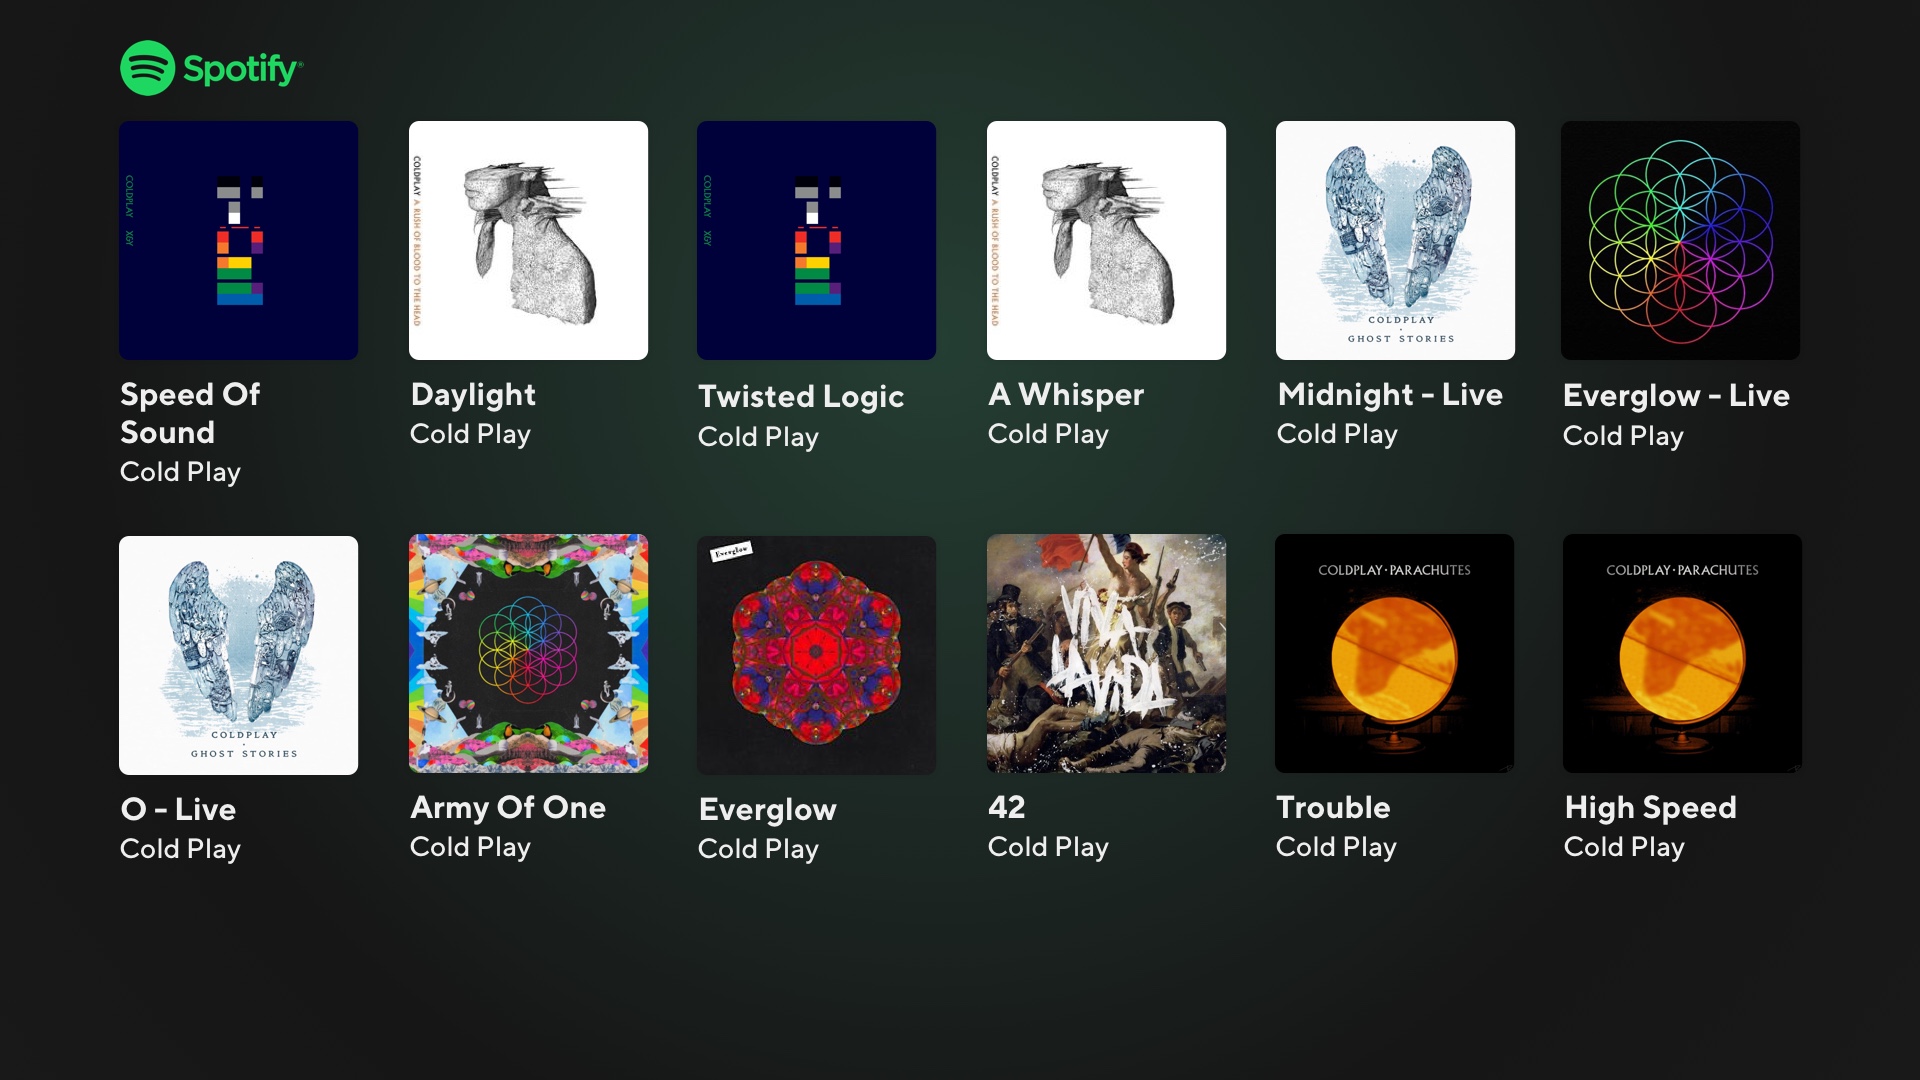 Spotify®
COLDPLAY X&Y
COLDPLAY A RUSH OF BLOOD TO THE HEAD
COLDPLAY X&Y
COLDPLAY A RUSH OF BLOOD TO THE HEAD
COLDPLAY
GHOST STORIES
Speed Of
Sound
Cold Play
Daylight
Cold Play
Twisted Logic
Cold Play
A Whisper
Cold Play
Midnight - Live
Cold Play
Everglow - Live
Cold Play
COLDPLAY
GHOST STORIES
Everglow
VIVA
LA VIDA
COLDPLAY · PARACHUTES
COLDPLAY · PARACHUTES
O - Live
Cold Play
Army Of One
Cold Play
Everglow
Cold Play
42
Cold Play
Trouble
Cold Play
High Speed
Cold Play